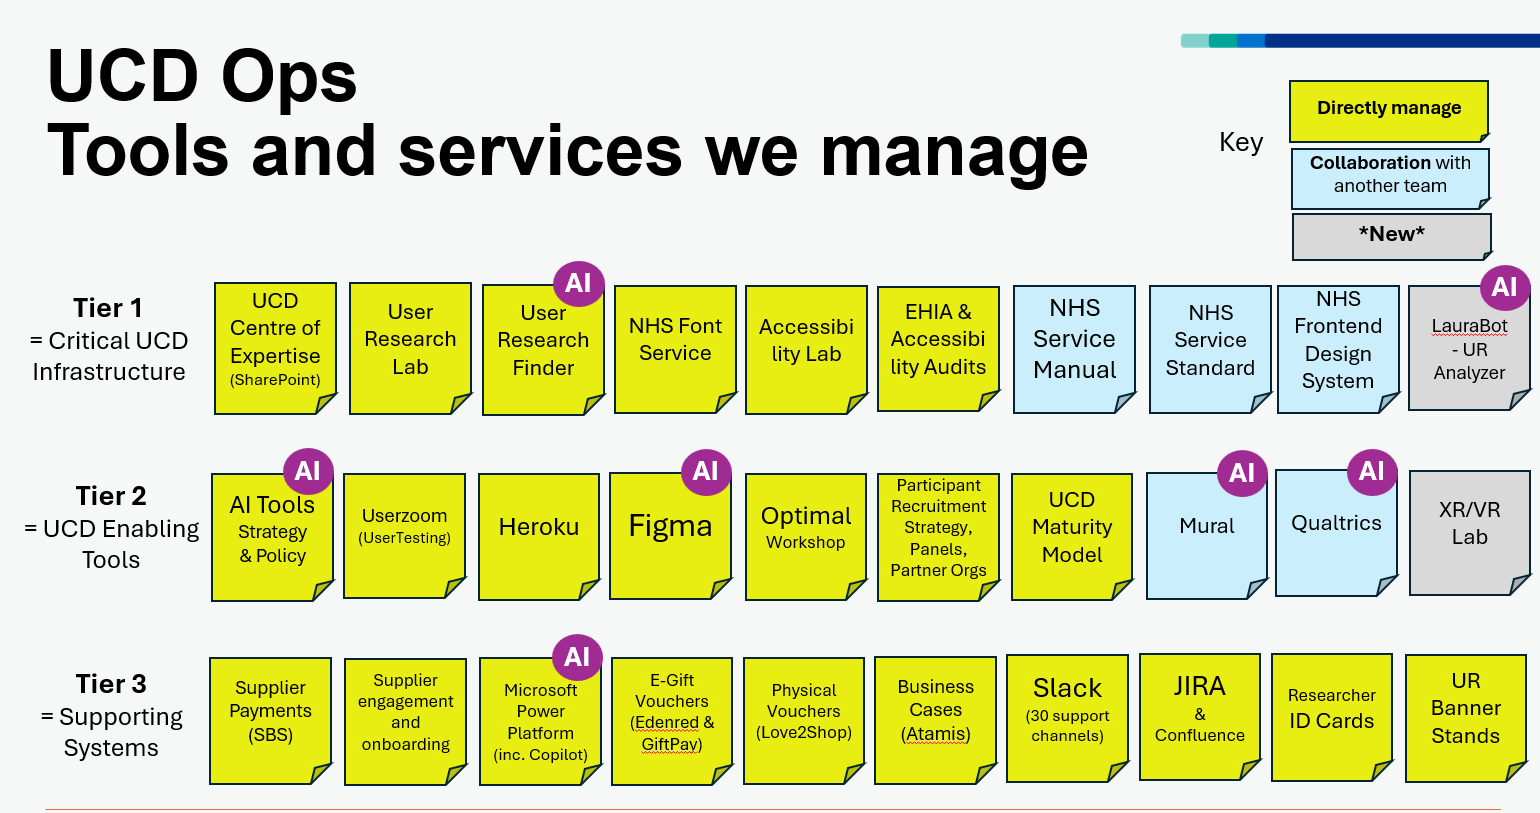 UCD Ops
Tools and services we manage
Key
Directly manage
Collaboration with
another team
*New*
Tier 1
= Critical UCD
Infrastructure
UCD
Centre of
Expertise
(SharePoint)
User
Research
Lab
AI
User
Research
Finder
NHS Font
Service
Accessibi
lity Lab
EHIA &
Accessibi
lity Audits
NHS
Service
Manual
NHS
Service
Standard
NHS
Frontend
Design
System
AI
LauraBot
- UR
Analyzer
Tier 2
= UCD Enabling
Tools
AI
AI Tools
Strategy
& Policy
Userzoom
(UserTesting)
Heroku
AI
Figma
Optimal
Workshop
Participant
Recruitment
Strategy,
Panels,
Partner Orgs
UCD
Maturity
Model
AI
Mural
AI
Qualtrics
XR/VR
Lab
Tier 3
= Supporting
Systems
Supplier
Payments
(SBS)
Supplier
engagement
and
onboarding
AI
Microsoft
Power
Platform
(inc. Copilot)
E-Gift
Vouchers
(Edenred &
GiftPay)
Physical
Vouchers
(Love2Shop)
Business
Cases
(Atamis)
Slack
(30 support
channels)
JIRA
&
Confluence
Researcher
ID Cards
UR
Banner
Stands